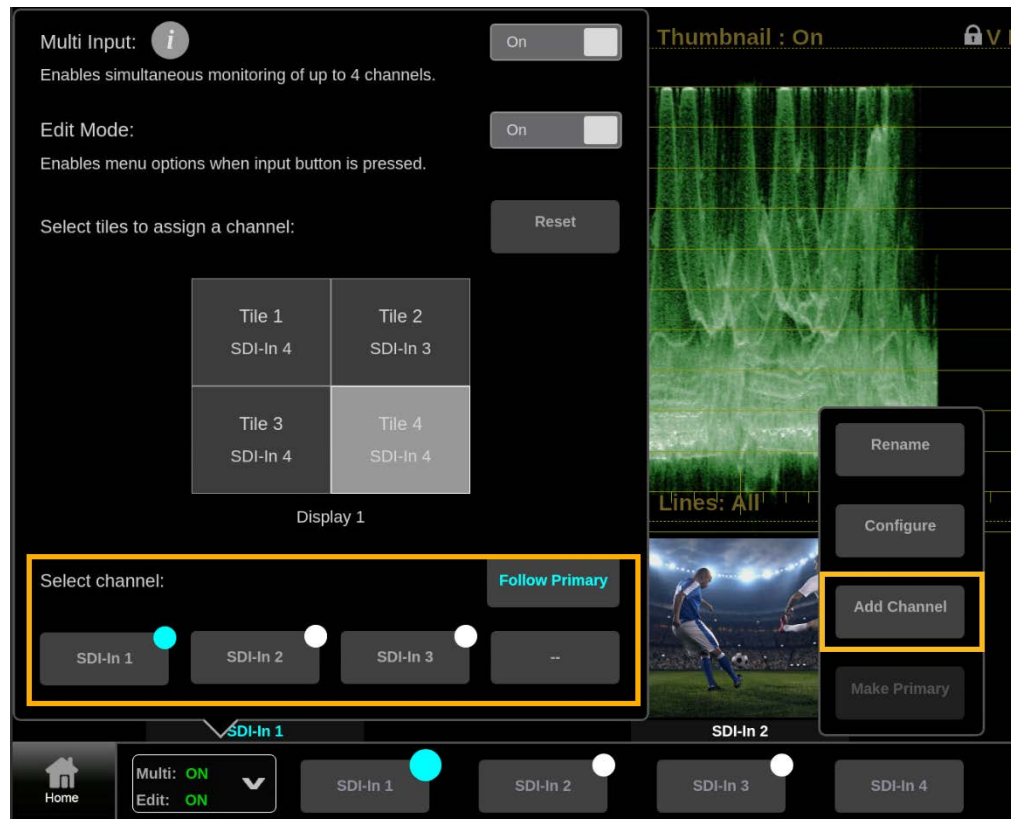 Multi Input: i
On
Enables simultaneous monitoring of up to 4 channels.
Edit Mode:
On
Enables menu options when input button is pressed.
Select tiles to assign a channel:
Reset
Tile 1
SDI-In 4
Tile 2
SDI-In 3
Tile 3
SDI-In 4
Tile 4
SDI-In 4
Display 1
Select channel:
Follow Primary
SDI-In 1
SDI-In 2
SDI-In 3
--
Thumbnail : On
V
Lines: All
Rename
Configure
Add Channel
Make Primary
SDI-In 1
SDI-In 2
Home
Multi: ON
Edit: ON
SDI-In 1
SDI-In 2
SDI-In 3
SDI-In 4